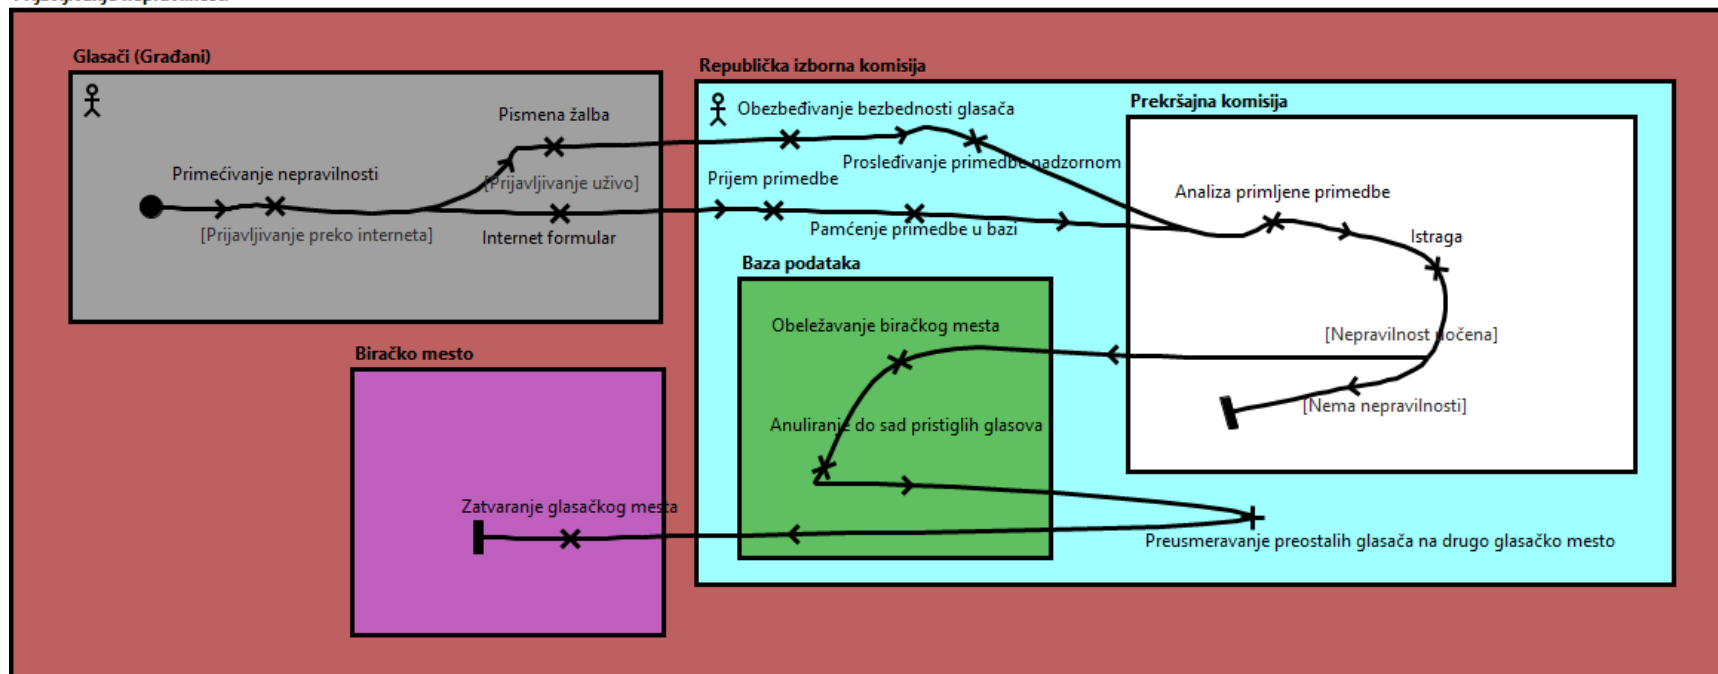 Prijavljivanje nepravilnosti
Glasači (Građani)
Republička izborna komisija
Prekršajna komisija
Pismena žalba
Obezbeđivanje bezbednosti glasača
Primećivanje nepravilnosti
[Prijavljivanje uživo]
Prosleđivanje primedbe nadzornom
Prijem primedbe
Analiza primljene primedbe
[Prijavljivanje preko interneta]
Internet formular
Pamćenje primedbe u bazi
Istraga
Baza podataka
Obeležavanje biračkog mesta
[Nepravilnost uočena]
Biračko mesto
[Nema nepravilnosti]
Anuliranje do sad pristiglih glasova
Zatvaranje glasačkog mesta
Preusmeravanje preostalih glasača na drugo glasačko mesto